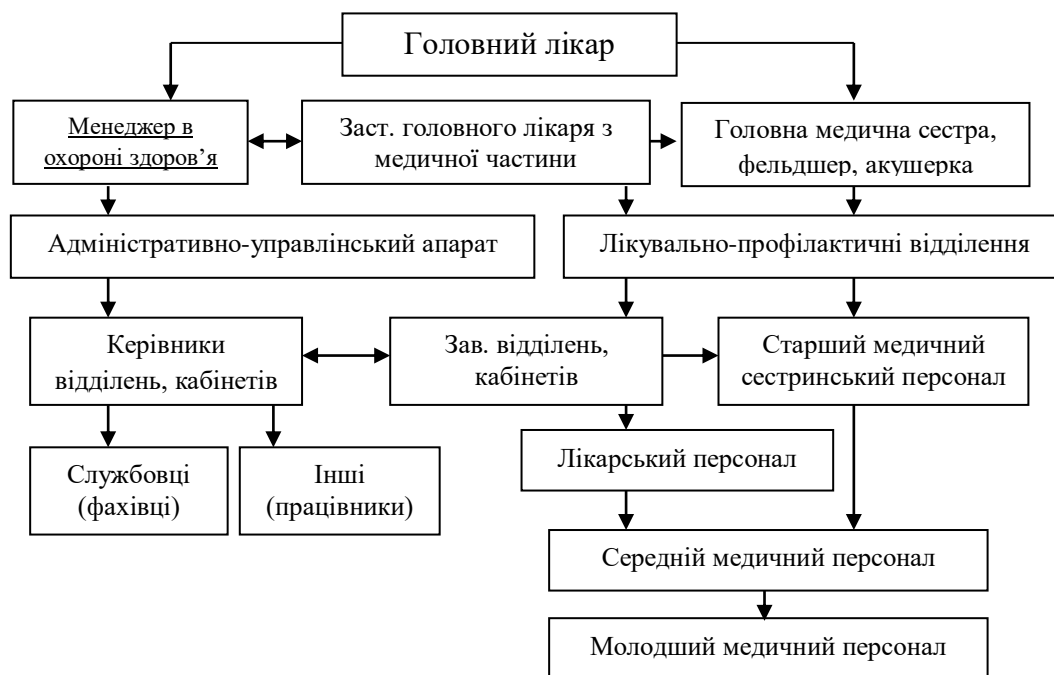 Головний лікар
Менеджер в
охороні здоров’я
Заст. головного лікаря з
медичної частини
Головна медична сестра,
фельдшер, акушерка
Адміністративно-управлінський апарат
Лікувально-профілактичні відділення
Керівники
відділень, кабінетів
Зав. відділень,
кабінетів
Старший медичний
сестринський персонал
Службовці
(фахівці)
Інші
(працівники)
Лікарський персонал
Середній медичний персонал
Молодший медичний персонал